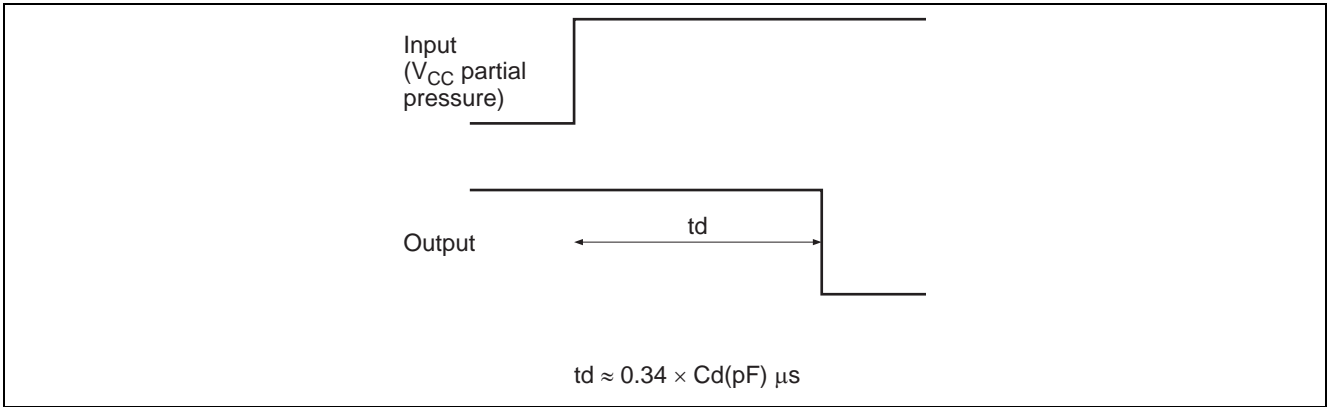 Input
(VCC partial
pressure)
td
Output
td ≈ 0.34 × Cd(pF) μs